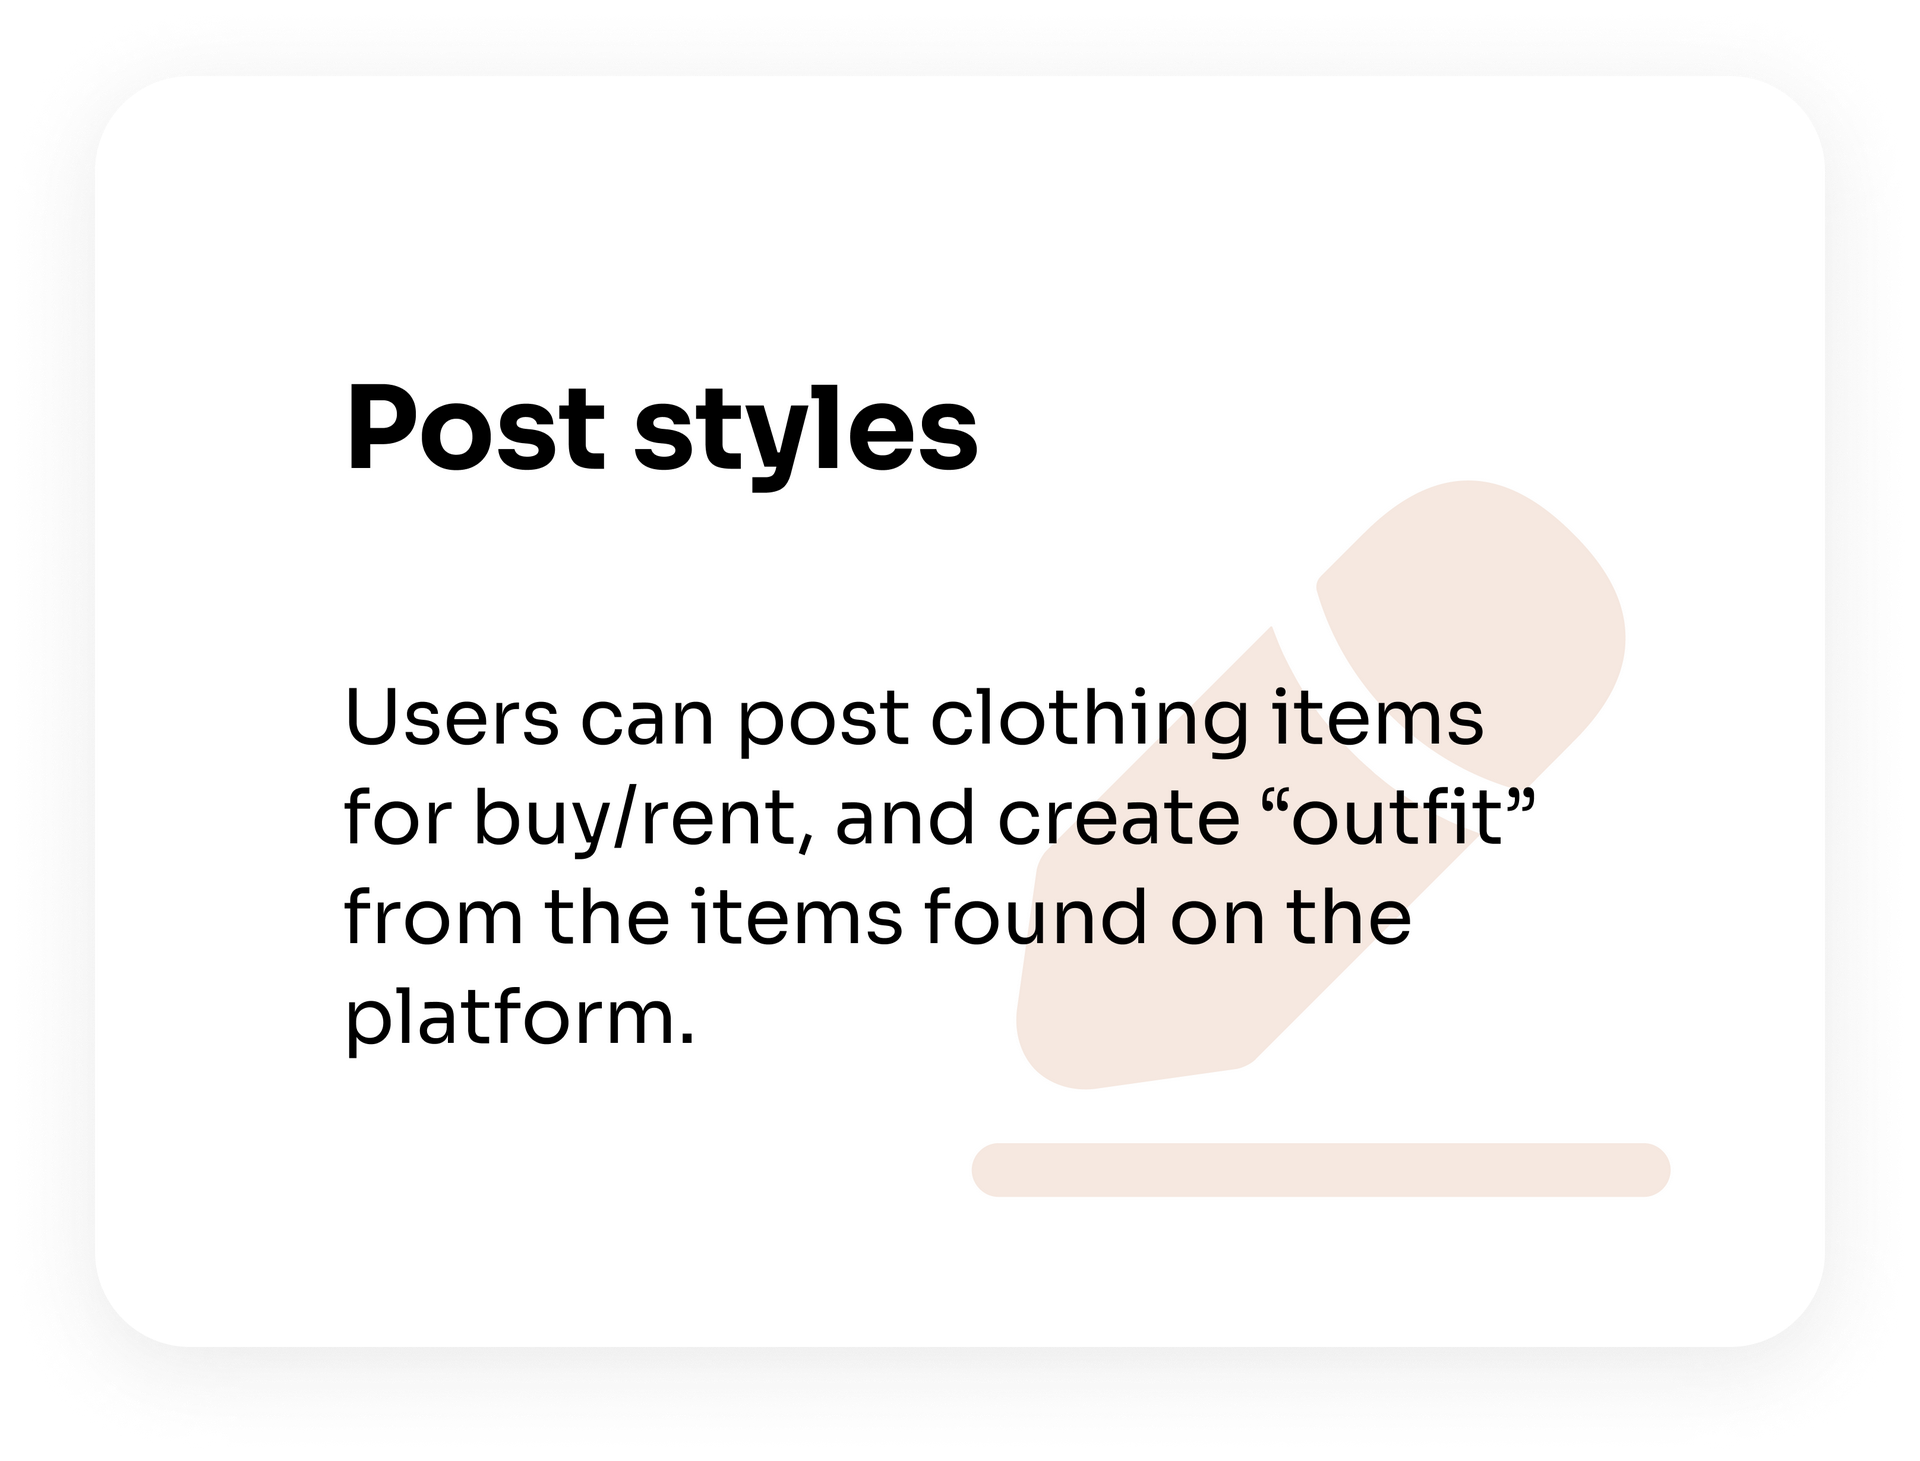 Post styles
Users can post clothing items
for buy/rent, and create “outfit”
from the items found on the
platform.